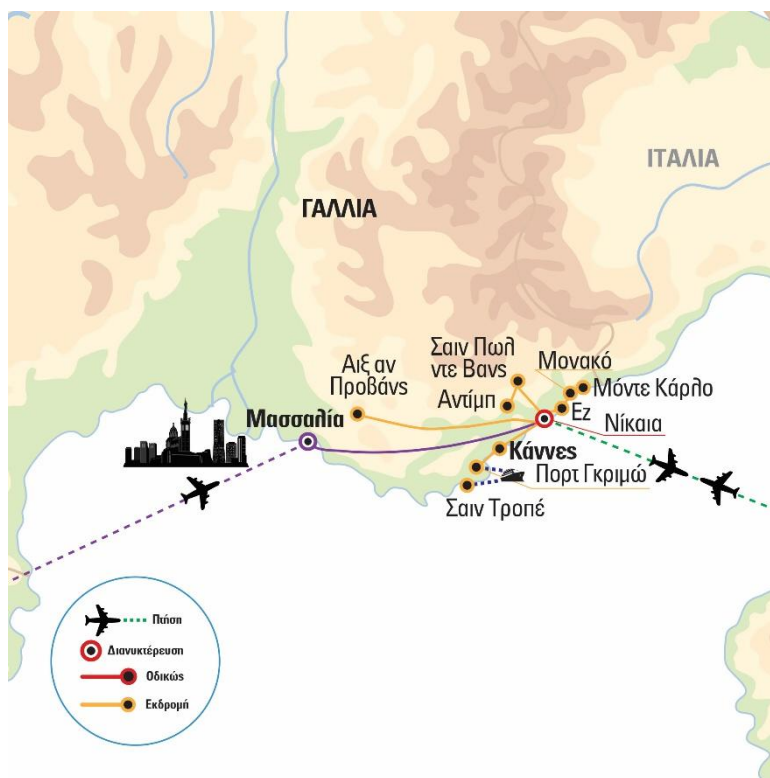 ΙΤΑΛΙΑ
ΓΑΛΛΙΑ
Σαιν Πωλ
ντε Βανς
Μονακό
Αιξ αν
Προβάνς
Μόντε Κάρλο
Αντίμπ
Εz
Νίκαια
Μασσαλία
Κάννες
Πορτ Γκριμώ
Σαιν Τροπέ
Πτήση
Διανυκτέρευση
Οδικώς
Εκδρομή